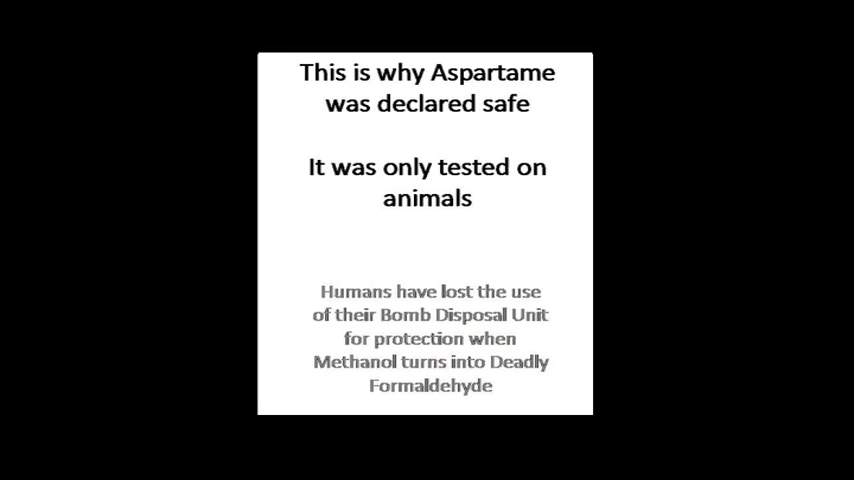 This is why Aspartame
was declared safe
It was only tested on
animals
Humans have lost the use
of their Bomb Disposal Unit
for protection when
Methanol turns into Deadly
Formaldehyde